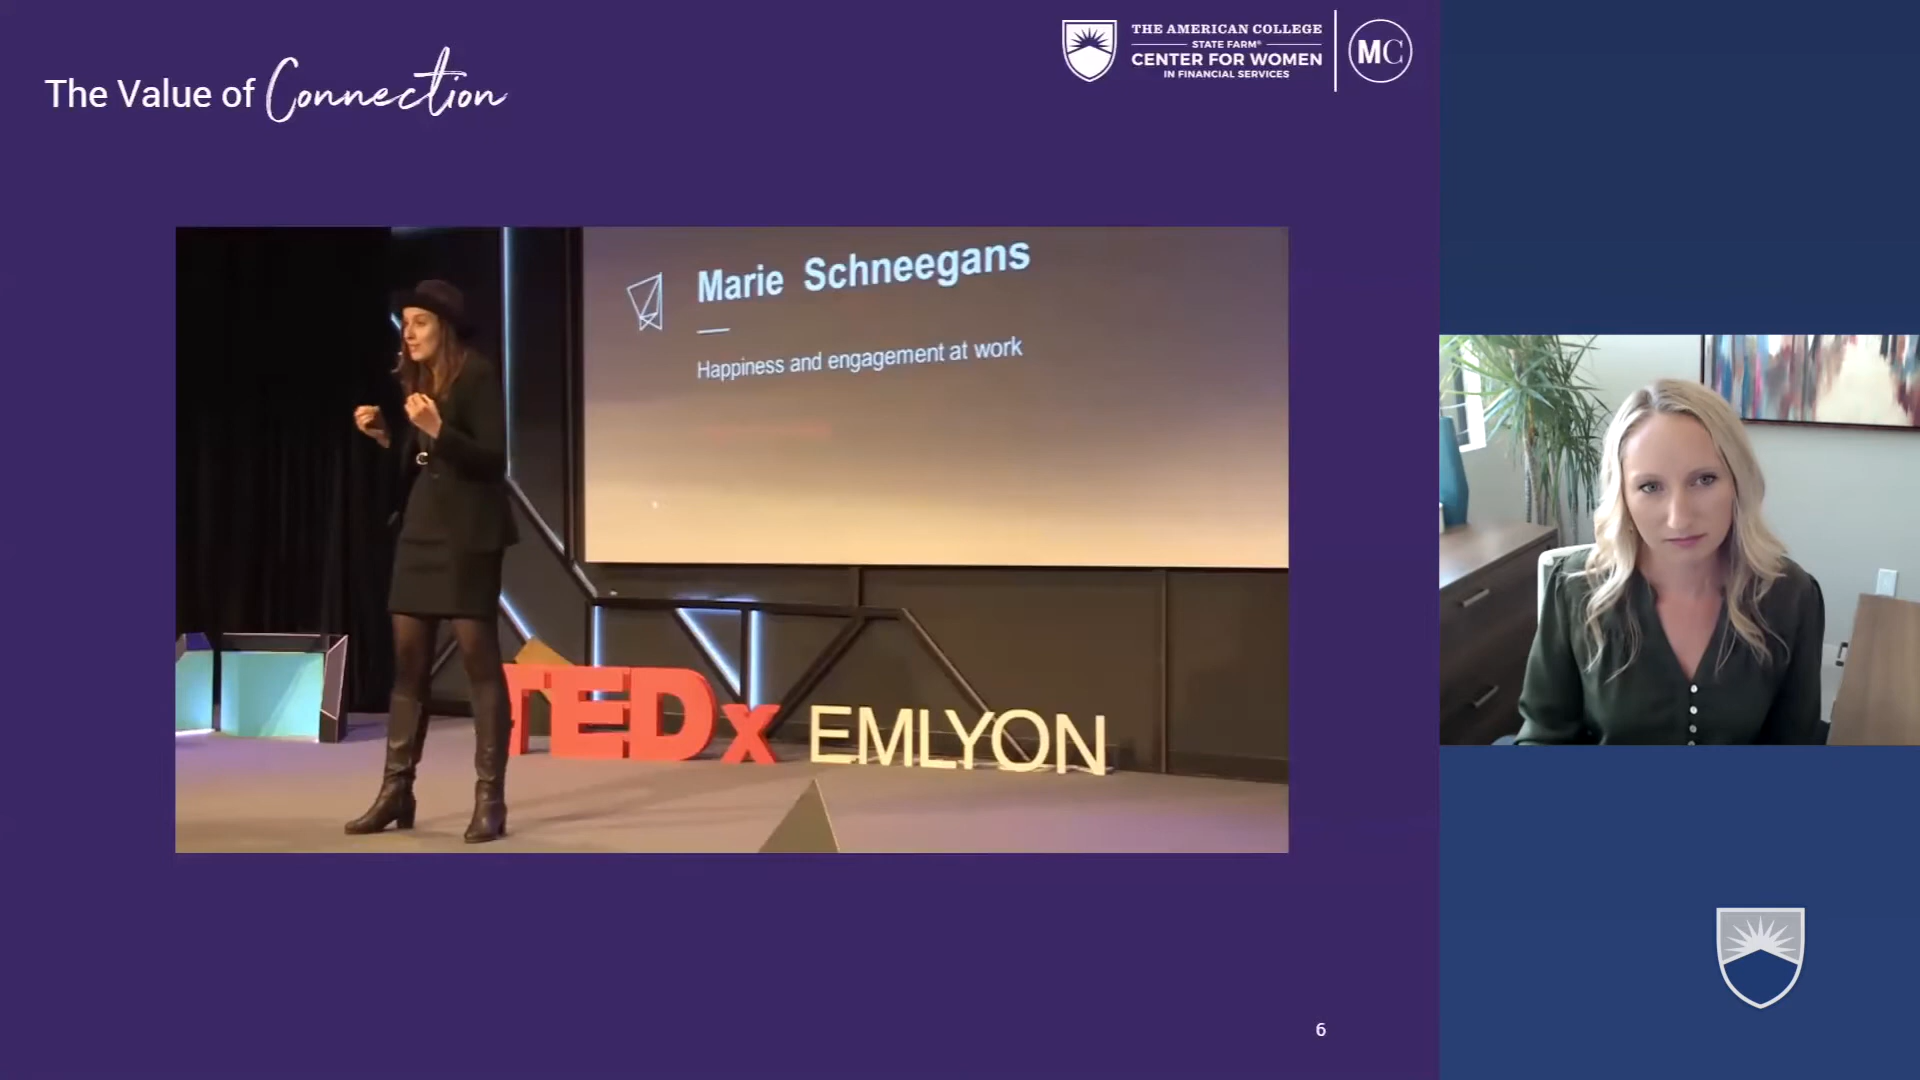 The Value of Connection
THE AMERICAN COLLEGE
STATE FARM®
CENTER FOR WOMEN
IN FINANCIAL SERVICES
MC
Marie Schneegans
Happiness and engagement at work
TEDx EMLYON
6